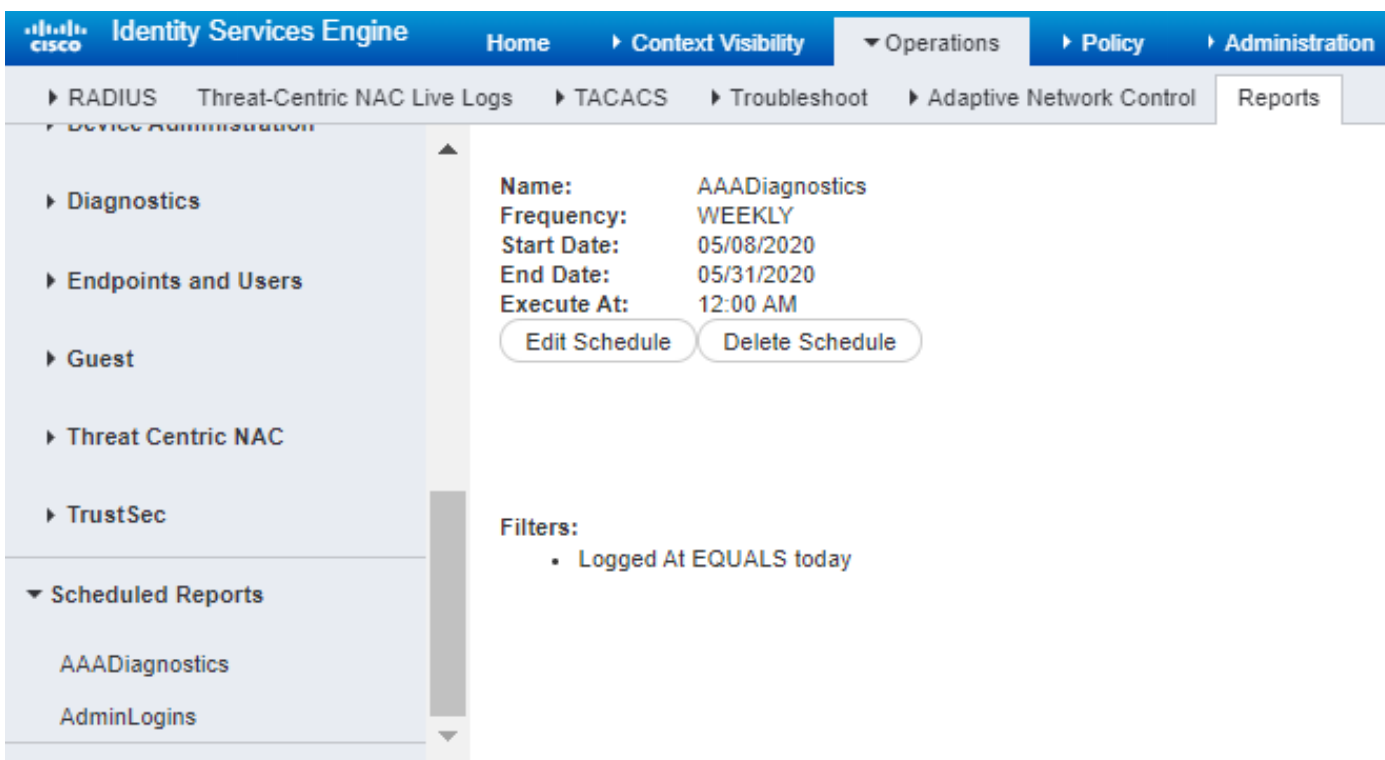 cisco Identity Services Engine Home Context Visibility Operations Policy Administration
RADIUS Threat-Centric NAC Live Logs TACACS Troubleshoot Adaptive Network Control Reports
Device Administration
Diagnostics
Endpoints and Users
Guest
Threat Centric NAC
TrustSec
Scheduled Reports
AAADiagnostics
AdminLogins
Name: AAADiagnostics
Frequency: WEEKLY
Start Date: 05/08/2020
End Date: 05/31/2020
Execute At: 12:00 AM
Edit Schedule Delete Schedule
Filters:
• Logged At EQUALS today